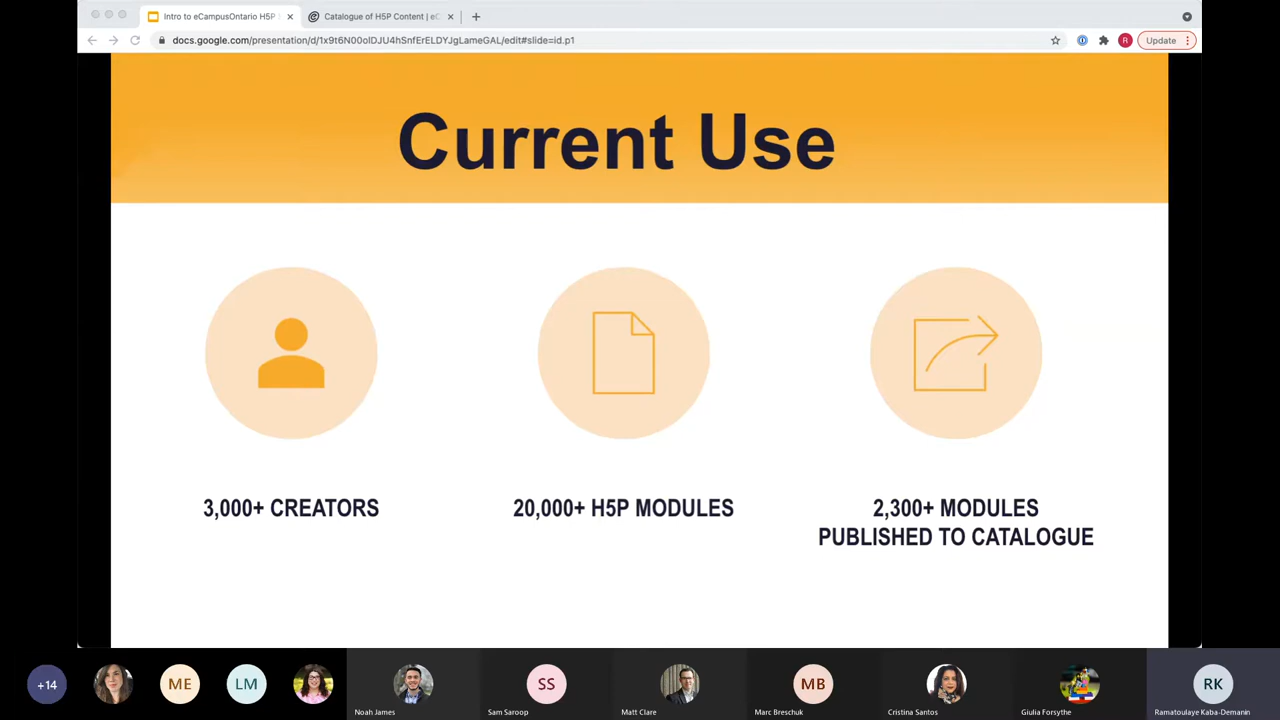 Intro to eCampusOntario H5P
Catalogue of H5P Content | eC
docs.google.com/presentation/d/1x9t6N00olDJU4hSnfErELDYJgLameGAL/edit#slide=id.p1
R
Update
Current Use
3,000+ CREATORS
20,000+ H5P MODULES
2,300+ MODULES
PUBLISHED TO CATALOGUE
+14
ME
LM
SS
MB
RK
Noah James
Sam Saroop
Matt Clare
Marc Breschuk
Cristina Santos
Giulia Forsythe
Ramatoulaye Kaba-Demanin